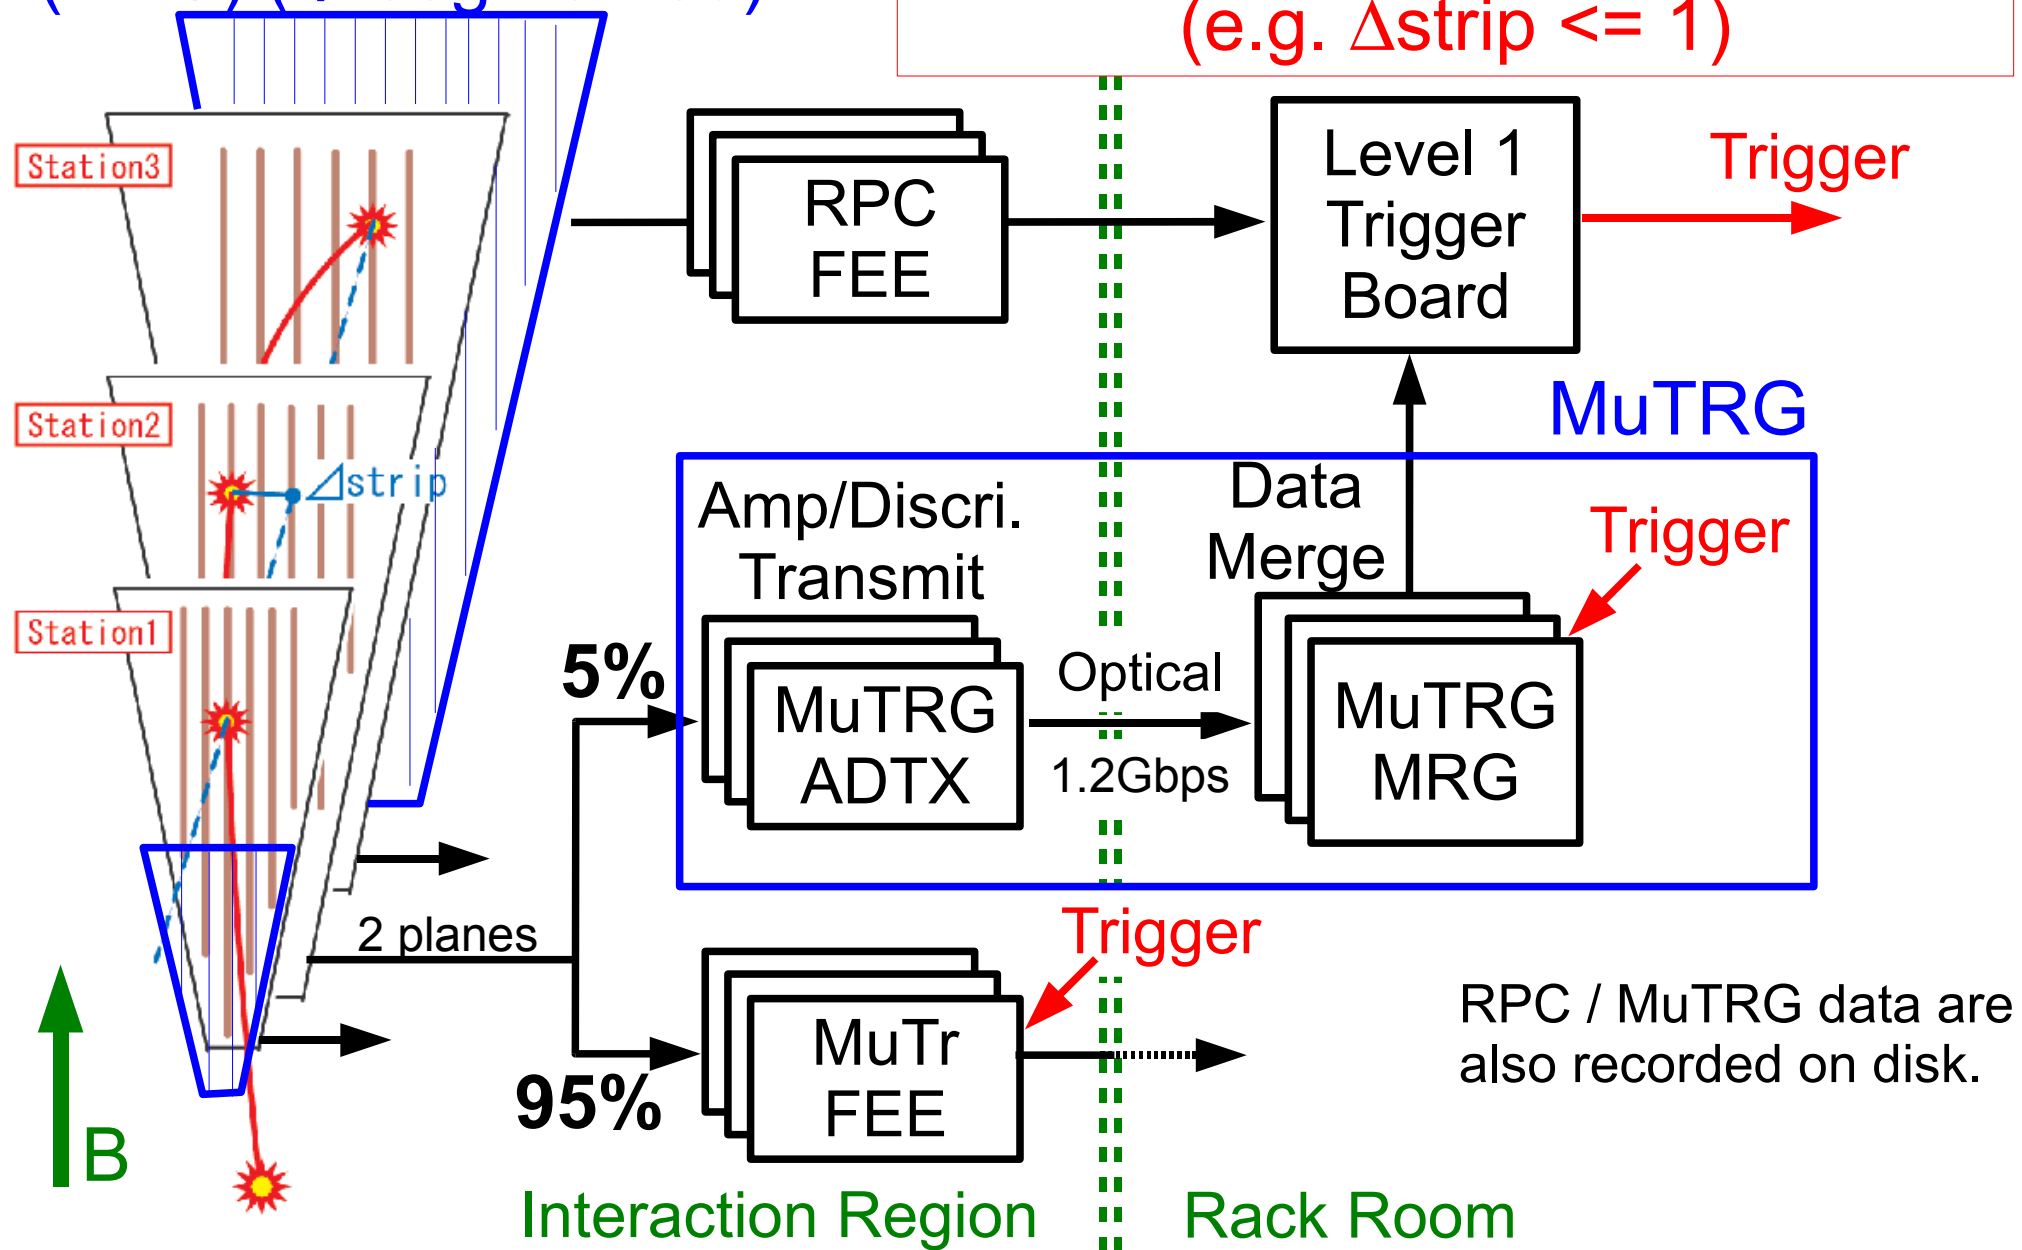 (e.g. Δstrip <= 1)
Station3
RPC
FEE
Level 1
Trigger
Board
Trigger
Station2
⊿strip
MuTRG
Amp/Discri.
Transmit
Data
Merge
Trigger
Station1
5%
MuTRG
ADTX
Optical
1.2Gbps
MuTRG
MRG
2 planes
Trigger
95%
MuTr
FEE
RPC / MuTRG data are
also recorded on disk.
B
Interaction Region
Rack Room